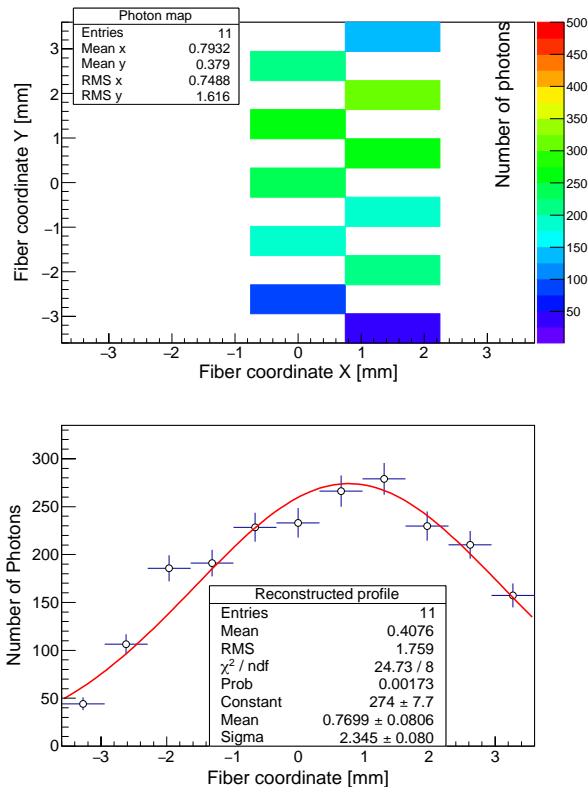 Photon map
Entries 11
Mean x 0.7932
Mean y 0.379
RMS x 0.7488
RMS y 1.616
Fiber coordinate Y [mm]
3
2
1
0
−1
−2
−3
−3 −2 −1 0 1 2 3
Fiber coordinate X [mm]
Number of photons
500
450
400
350
300
250
200
150
100
50
Number of Photons
300
250
200
150
100
50
0
Reconstructed profile
Entries 11
Mean 0.4076
RMS 1.759
χ² / ndf 24.73 / 8
Prob 0.00173
Constant 274 ± 7.7
Mean 0.7699 ± 0.0806
Sigma 2.345 ± 0.080
−3 −2 −1 0 1 2 3
Fiber coordinate [mm]